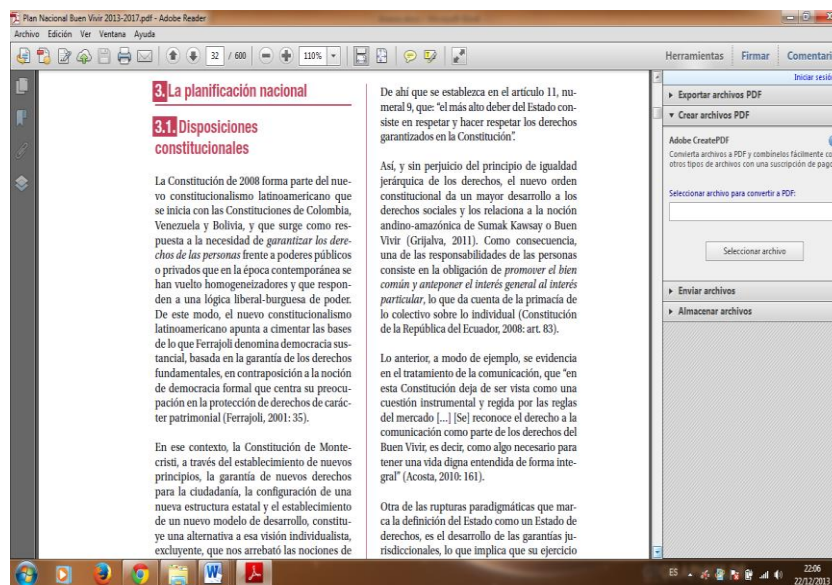 Plan Nacional Buen Vivir 2013-2017.pdf - Adobe Reader
Archivo Edición Ver Ventana Ayuda
32 / 600
110%
Herramientas Firmar Comentari
Iniciar sesió
3. La planificación nacional
3.1. Disposiciones
constitucionales
La Constitución de 2008 forma parte del nue-
vo constitucionalismo latinoamericano que
se inicia con las Constituciones de Colombia,
Venezuela y Bolivia, y que surge como res-
puesta a la necesidad de garantizar los dere-
chos de las personas frente a poderes públicos
o privados que en la época contemporánea se
han vuelto homogeneizadores y que respon-
den a una lógica liberal-burguesa de poder.
De este modo, el nuevo constitucionalismo
latinoamericano apunta a cimentar las bases
de lo que Ferrajoli denomina democracia sus-
tancial, basada en la garantía de los derechos
fundamentales, en contraposición a la noción
de democracia formal que centra su preocu-
pación en la protección de derechos de carác-
ter patrimonial (Ferrajoli, 2001: 35).
En ese contexto, la Constitución de Monte-
cristi, a través del establecimiento de nuevos
principios, la garantía de nuevos derechos
para la ciudadanía, la configuración de una
nueva estructura estatal y el establecimiento
de un nuevo modelo de desarrollo, constitu-
ye una alternativa a esa visión individualista,
excluyente, que nos arrebató las nociones de
De ahí que se establezca en el artículo 11, nu-
meral 9, que: “el más alto deber del Estado con-
siste en respetar y hacer respetar los derechos
garantizados en la Constitución”.
Así, y sin perjuicio del principio de igualdad
jerárquica de los derechos, el nuevo orden
constitucional da un mayor desarrollo a los
derechos sociales y los relaciona a la noción
andino-amazónica de Sumak Kawsay o Buen
Vivir (Grijalva, 2011). Como consecuencia,
una de las responsabilidades de las personas
consiste en la obligación de promover el bien
común y anteponer el interés general al interés
particular, lo que da cuenta de la primacía de
lo colectivo sobre lo individual (Constitución
de la República del Ecuador, 2008: art. 83).
Lo anterior, a modo de ejemplo, se evidencia
en el tratamiento de la comunicación, que “en
esta Constitución deja de ser vista como una
cuestión instrumental y regida por las reglas
del mercado [...] [Se] reconoce el derecho a la
comunicación como parte de los derechos del
Buen Vivir, es decir, como algo necesario para
tener una vida digna entendida de forma inte-
gral” (Acosta, 2010: 161).
Otra de las rupturas paradigmáticas que mar-
ca la definición del Estado como un Estado de
derechos, es el desarrollo de las garantías ju-
risdiccionales, lo que implica que su ejercicio
Exportar archivos PDF
Crear archivos PDF
Adobe CreatePDF
Convierta archivos a PDF y combínelos fácilmente co
otros tipos de archivos con una suscripción de pago
Seleccionar archivo para convertir a PDF:
Seleccionar archivo
Enviar archivos
Almacenar archivos
ES
22:06
22/12/2013